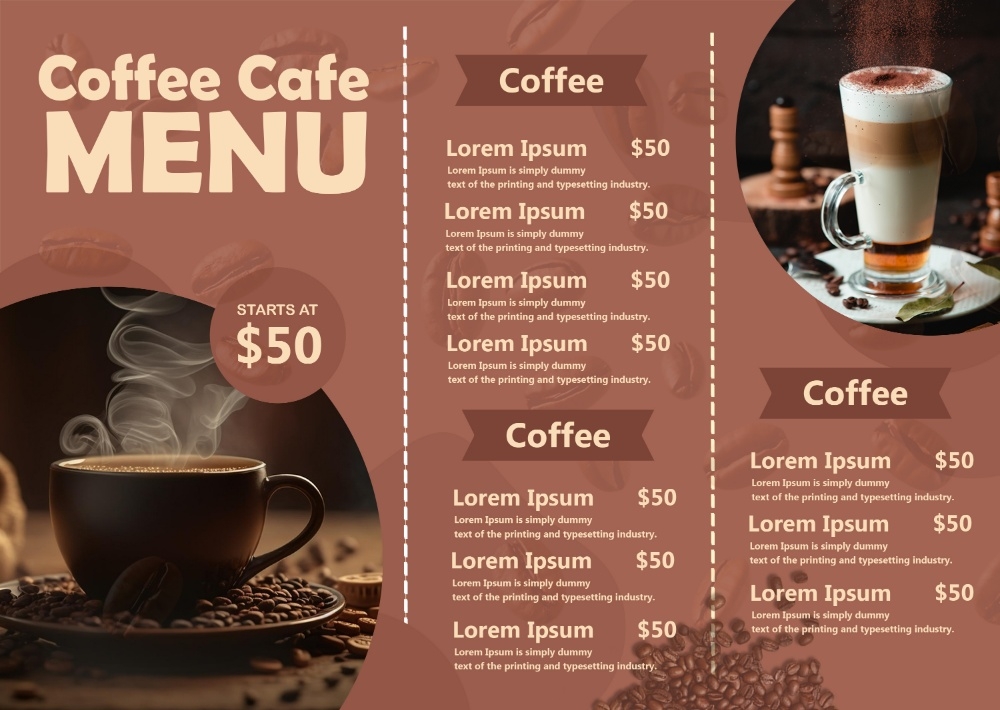 Coffee Cafe
MENU
STARTS AT
$50
Coffee
Lorem Ipsum $50
Lorem Ipsum is simply dummy
text of the printing and typesetting industry.
Lorem Ipsum $50
Lorem Ipsum is simply dummy
text of the printing and typesetting industry.
Lorem Ipsum $50
Lorem Ipsum is simply dummy
text of the printing and typesetting industry.
Lorem Ipsum $50
Lorem Ipsum is simply dummy
text of the printing and typesetting industry.
Coffee
Lorem Ipsum $50
Lorem Ipsum is simply dummy
text of the printing and typesetting industry.
Lorem Ipsum $50
Lorem Ipsum is simply dummy
text of the printing and typesetting industry.
Lorem Ipsum $50
Lorem Ipsum is simply dummy
text of the printing and typesetting industry.
Coffee
Lorem Ipsum $50
Lorem Ipsum is simply dummy
text of the printing and typesetting industry.
Lorem Ipsum $50
Lorem Ipsum is simply dummy
text of the printing and typesetting industry.
Lorem Ipsum $50
Lorem Ipsum is simply dummy
text of the printing and typesetting industry.